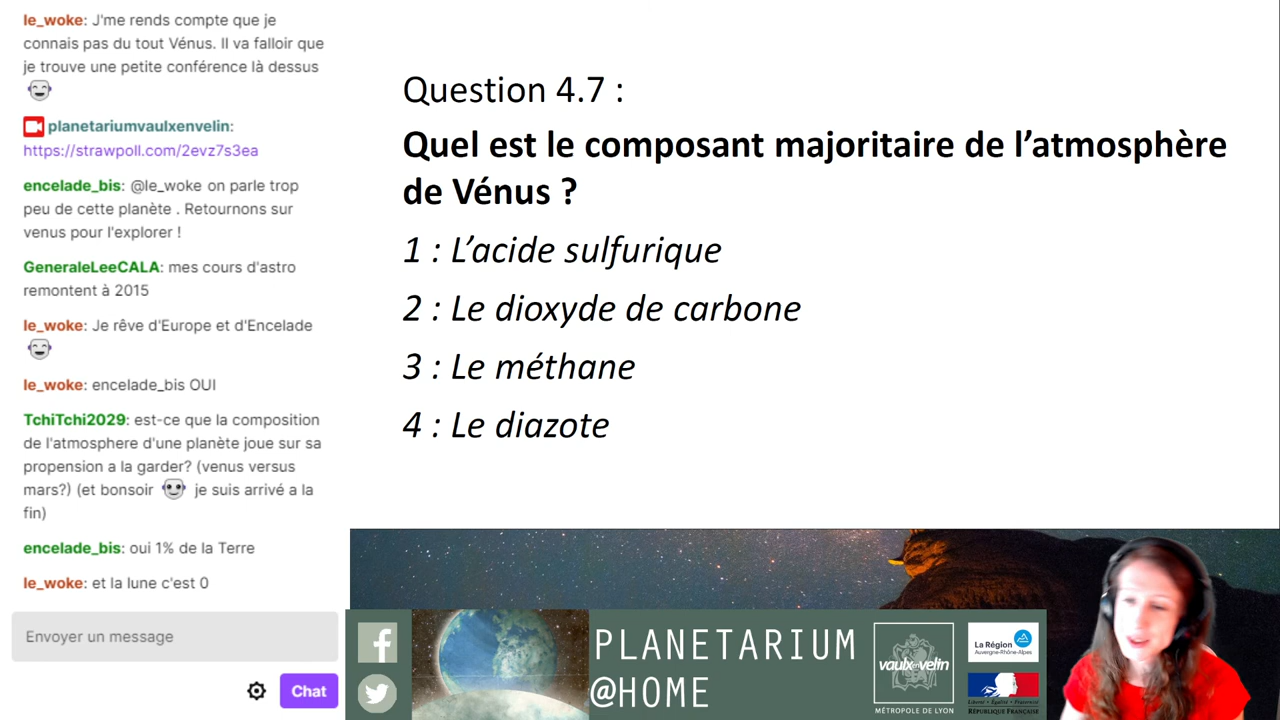 le_woke: J'me rends compte que je
connais pas du tout Vénus. Il va falloir que
je trouve une petite conférence là dessus
planetariumvaulxenvelin:
https://strawpoll.com/2evz7s3ea
encelade_bis: @le_woke on parle trop
peu de cette planète . Retournons sur
venus pour l'explorer !
GeneraleLeeCALA: mes cours d'astro
remontent à 2015
le_woke: Je rêve d'Europe et d'Encelade
le_woke: encelade_bis OUI
TchiTchi2029: est-ce que la composition
de l'atmosphere d'une planète joue sur sa
propension a la garder? (venus versus
mars?) (et bonsoir je suis arrivé a la
fin)
encelade_bis: oui 1% de la Terre
le_woke: et la lune c'est 0
Envoyer un message
Chat
Question 4.7 :
Quel est le composant majoritaire de l’atmosphère
de Vénus ?
1 : L’acide sulfurique
2 : Le dioxyde de carbone
3 : Le méthane
4 : Le diazote
PLANETARIUM
@HOME
vaulx en velin
MÉTROPOLE DE LYON
La Région
Auvergne-Rhône-Alpes
Liberté • Égalité • Fraternité
RÉPUBLIQUE FRANÇAISE